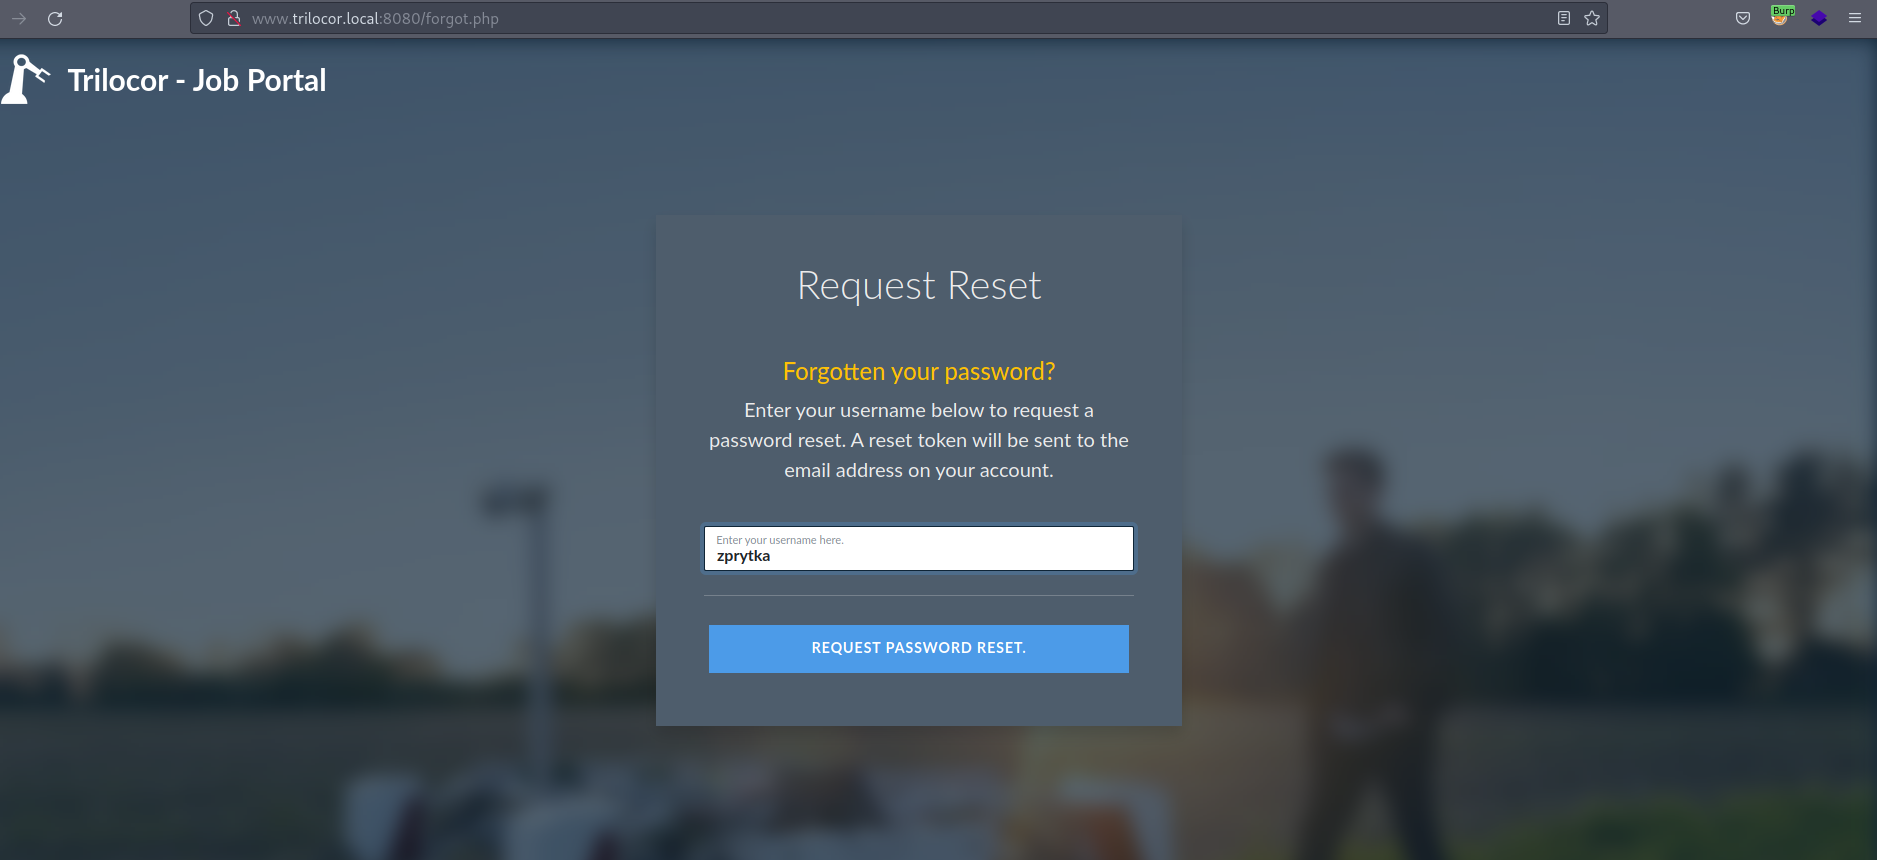 www.trilocor.local:8080/forgot.php
Burp
Trilocor - Job Portal
Request Reset
Forgotten your password?
Enter your username below to request a
password reset. A reset token will be sent to the
email address on your account.
Enter your username here.
zprytka
REQUEST PASSWORD RESET.